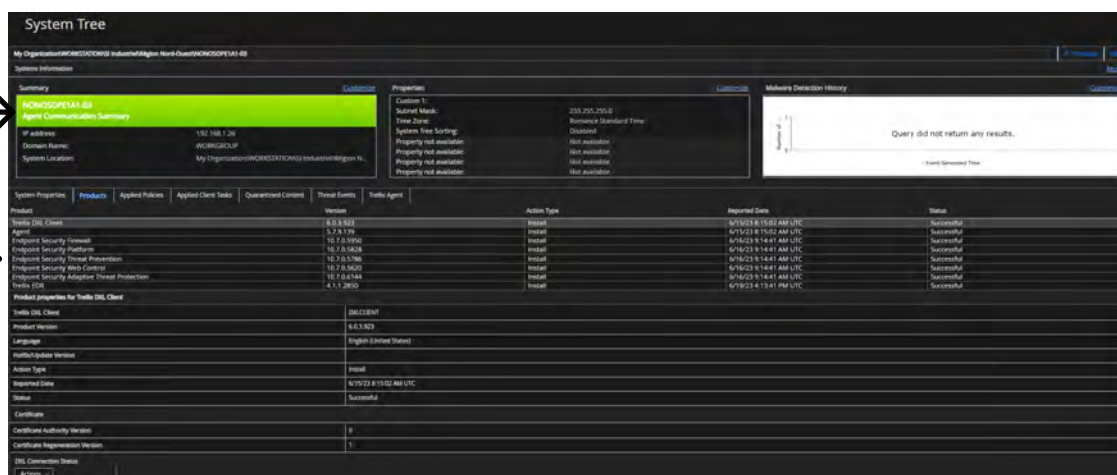 System Tree
My Organization\WORKSTATION\SI Industriel\Région Nord-Ouest\NOMOSOPE1A1-03
Systems Information
Summary Customize
NOMOSOPE1A1-03
Agent Communication Summary
IP address: 192.168.1.26
Domain Name: WORKGROUP
System Location: My Organization\WORKSTATION\SI Industriel\Région N...
Properties Customize
Custom 1:
Subnet Mask: 255.255.255.0
Time Zone: Romance Standard Time
System Tree Sorting: Disabled
Property not available: Not available
Property not available: Not available
Property not available: Not available
Property not available: Not available
Malware Detection History
Number of ...
1
0
Query did not return any results.
Event Generated Time
System Properties Products Applied Policies Applied Client Tasks Quarantined Content Threat Events Trellix Agent
Product Version Action Type Reported Date Status
Trellix DXL Client 6.0.3.923 Install 6/15/23 8:15:02 AM UTC Successful
Agent 5.7.9.139 Install 6/15/23 8:15:02 AM UTC Successful
Endpoint Security Firewall 10.7.0.5950 Install 6/16/23 9:14:41 AM UTC Successful
Endpoint Security Platform 10.7.0.5828 Install 6/16/23 9:14:41 AM UTC Successful
Endpoint Security Threat Prevention 10.7.0.5786 Install 6/16/23 9:14:41 AM UTC Successful
Endpoint Security Web Control 10.7.0.5620 Install 6/16/23 9:14:41 AM UTC Successful
Endpoint Security Adaptive Threat Protection 10.7.0.6144 Install 6/16/23 9:14:41 AM UTC Successful
Trellix EDR 4.1.1.2850 Install 6/19/23 4:13:41 PM UTC Successful
Product properties for Trellix DXL Client
Trellix DXL Client DXLCLIENT
Product Version 6.0.3.923
Language English (United States)
Hotfix/Update Version
Action Type Install
Reported Date 6/15/23 8:15:02 AM UTC
Status Successful
Certificate
Certificate Authority Version 0
Certificate Regeneration Version 1
DXL Connection Status
Actions